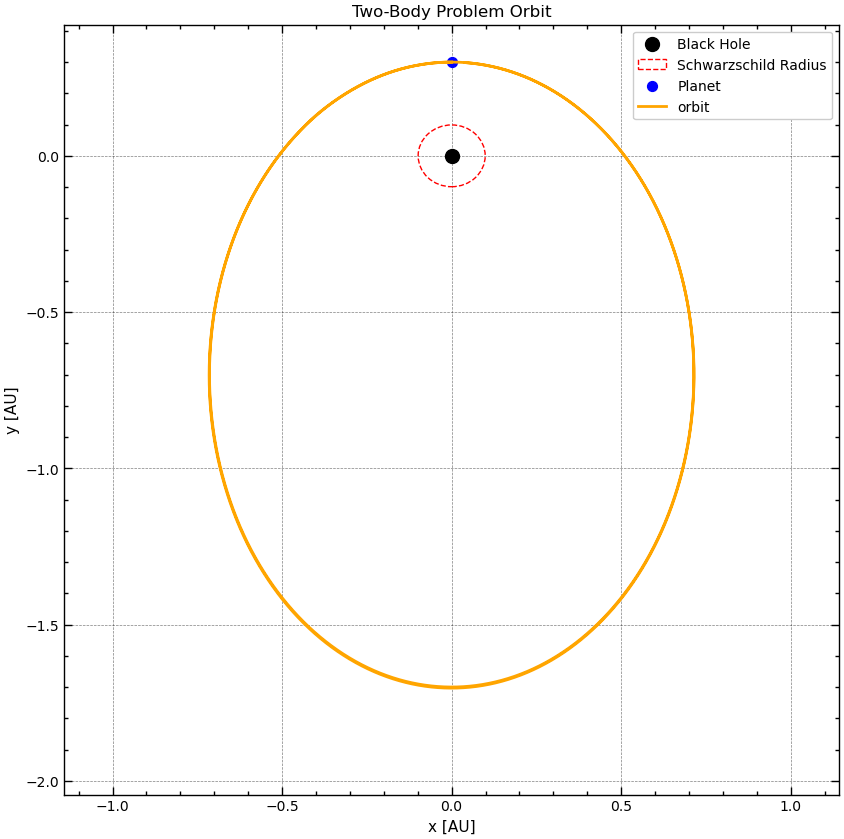 Two-Body Problem Orbit
Black Hole
Schwarzschild Radius
Planet
orbit
0.0
−0.5
−1.0
−1.5
−2.0
y [AU]
−1.0 −0.5 0.0 0.5 1.0
x [AU]